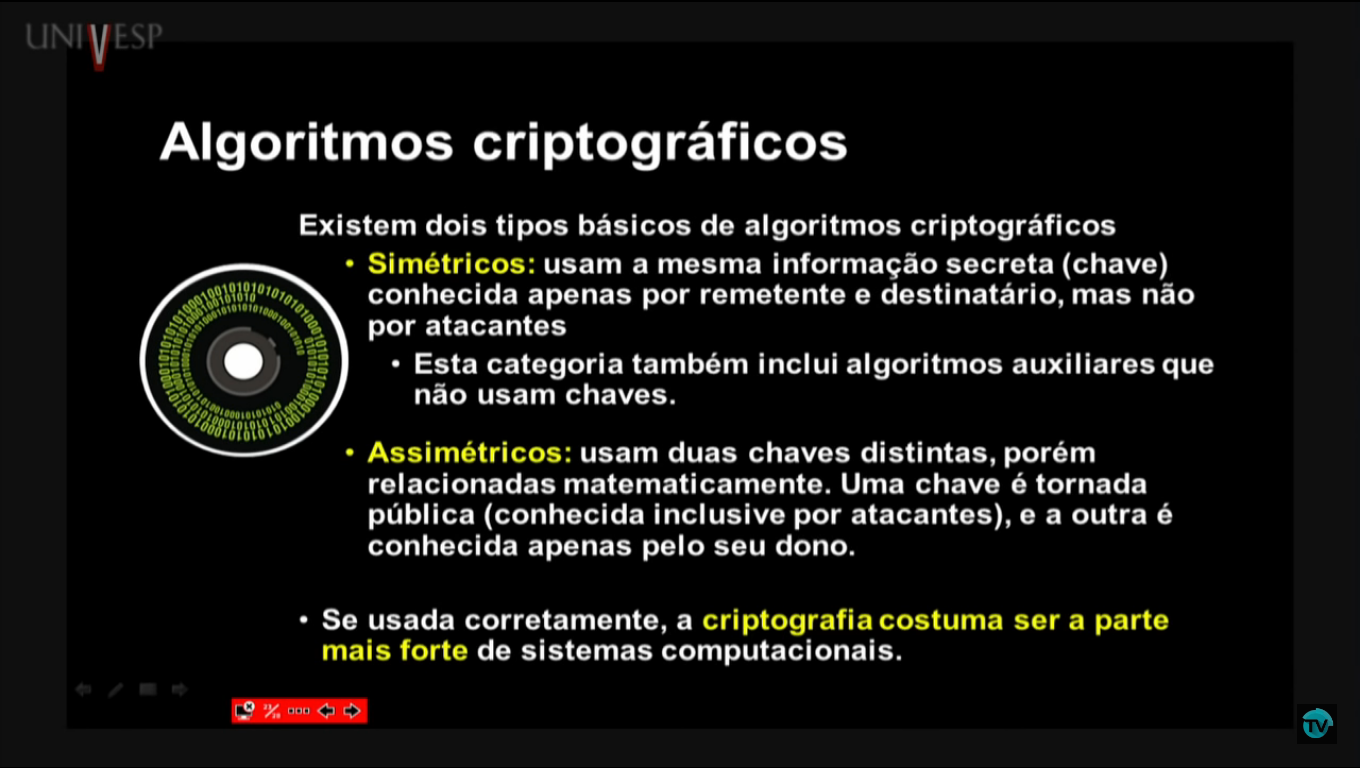 UNIVESP
Algoritmos criptográficos
Existem dois tipos básicos de algoritmos criptográficos
• Simétricos: usam a mesma informação secreta (chave)
conhecida apenas por remetente e destinatário, mas não
por atacantes
• Esta categoria também inclui algoritmos auxiliares que
não usam chaves.
• Assimétricos: usam duas chaves distintas, porém
relacionadas matematicamente. Uma chave é tornada
pública (conhecida inclusive por atacantes), e a outra é
conhecida apenas pelo seu dono.
• Se usada corretamente, a criptografia costuma ser a parte
mais forte de sistemas computacionais.
TV